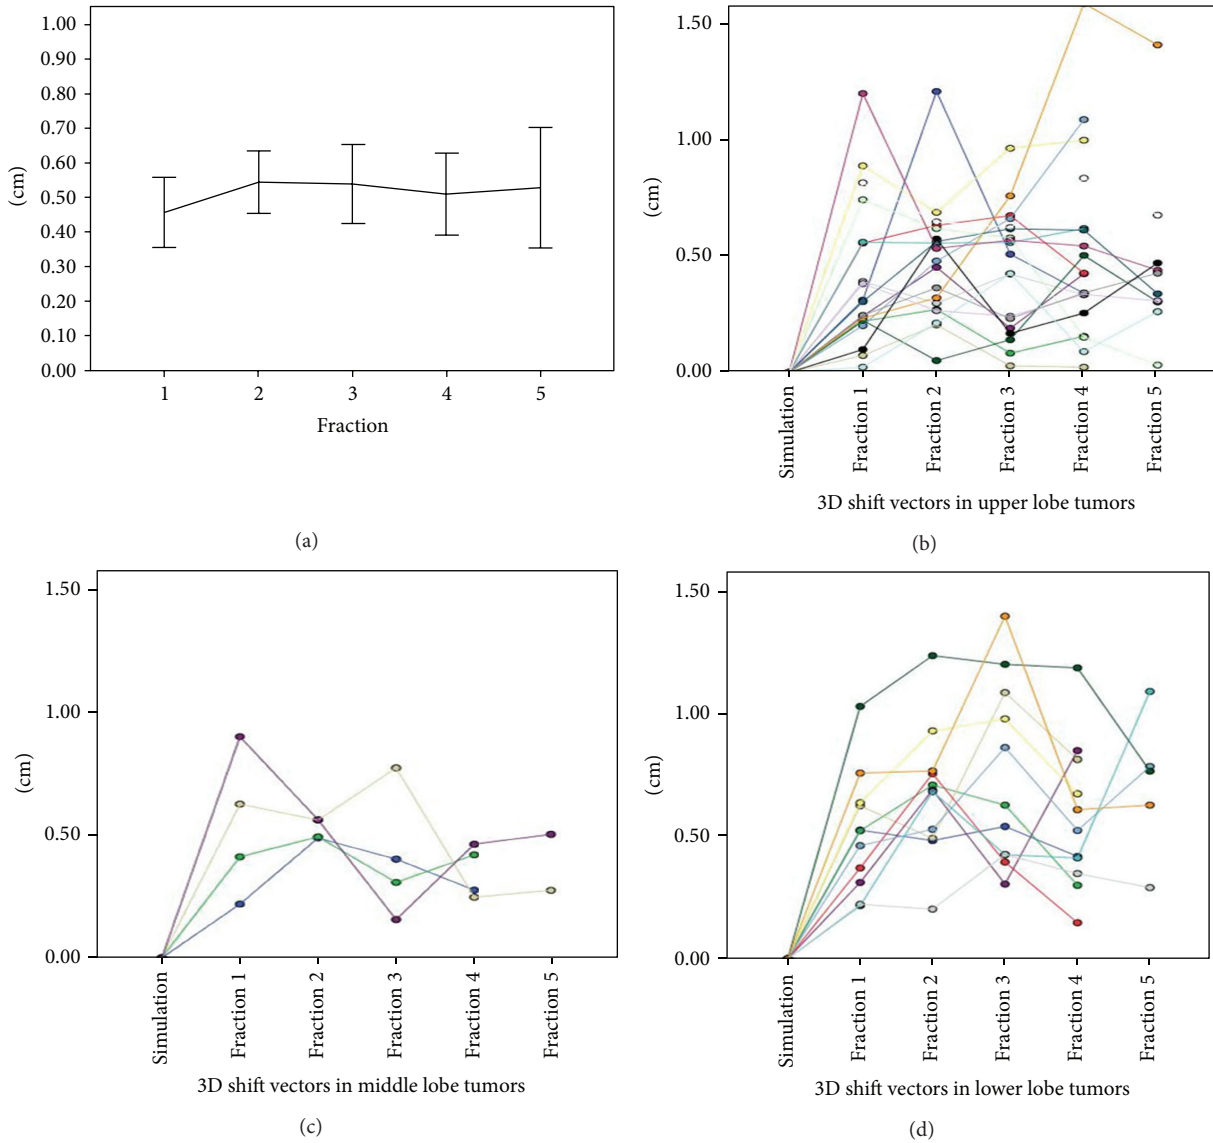 1.00
0.90
0.80
0.70
0.60
0.50
0.40
0.30
0.20
0.10
0.00
(cm)
1 2 3 4 5
Fraction
(a)
1.50
1.00
0.50
0.00
(cm)
Simulation
Fraction 1
Fraction 2
Fraction 3
Fraction 4
Fraction 5
3D shift vectors in upper lobe tumors
(b)
1.50
1.00
0.50
0.00
(cm)
Simulation
Fraction 1
Fraction 2
Fraction 3
Fraction 4
Fraction 5
3D shift vectors in middle lobe tumors
(c)
1.50
1.00
0.50
0.00
(cm)
Simulation
Fraction 1
Fraction 2
Fraction 3
Fraction 4
Fraction 5
3D shift vectors in lower lobe tumors
(d)